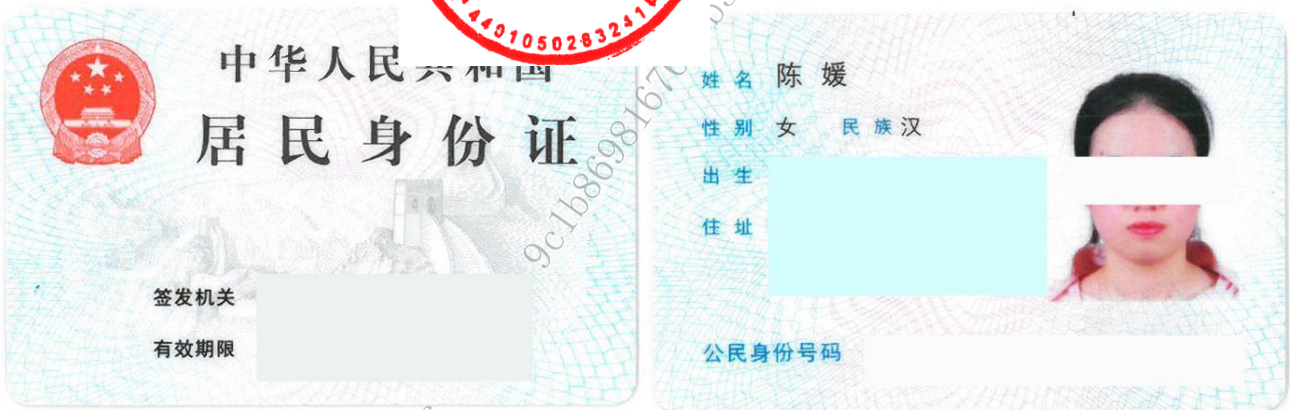 4401050283241
中华人民共和国
居民身份证
签发机关
有效期限
姓名 陈媛
性别 女 民族 汉
出生
住址
公民身份号码
9c1b86981670